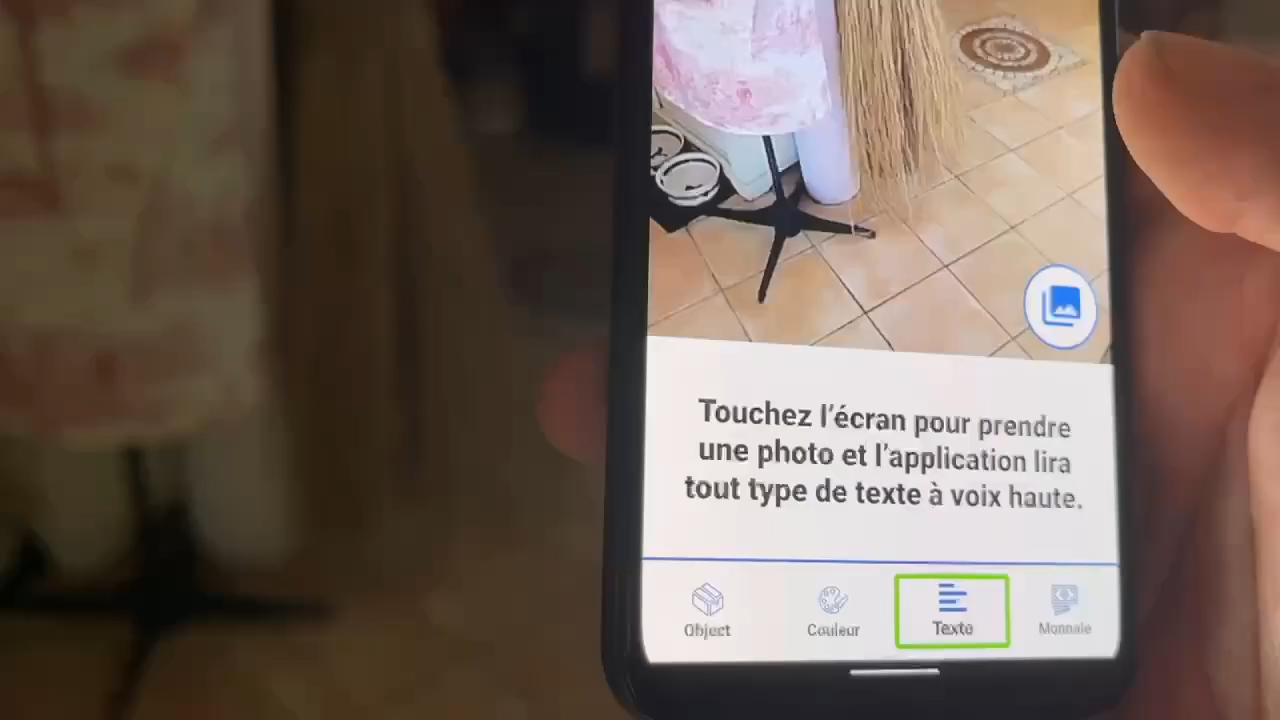 Touchez l'écran pour prendre
une photo et l'application lira
tout type de texte à voix haute.
Object Couleur Texte Monnaie